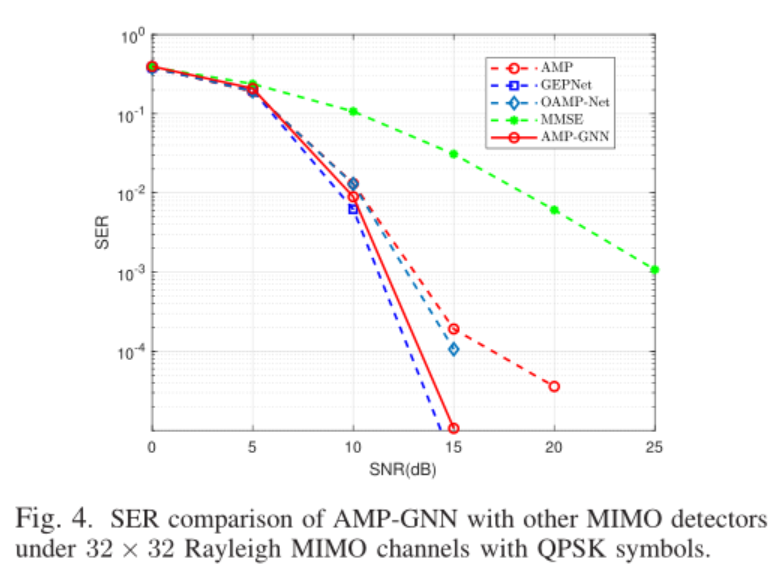 10^0
10^-1
10^-2
10^-3
10^-4
SER
0 5 10 15 20 25
SNR(dB)
AMP
GEPNet
OAMP-Net
MMSE
AMP-GNN
Fig. 4. SER comparison of AMP-GNN with other MIMO detectors
under 32 × 32 Rayleigh MIMO channels with QPSK symbols.